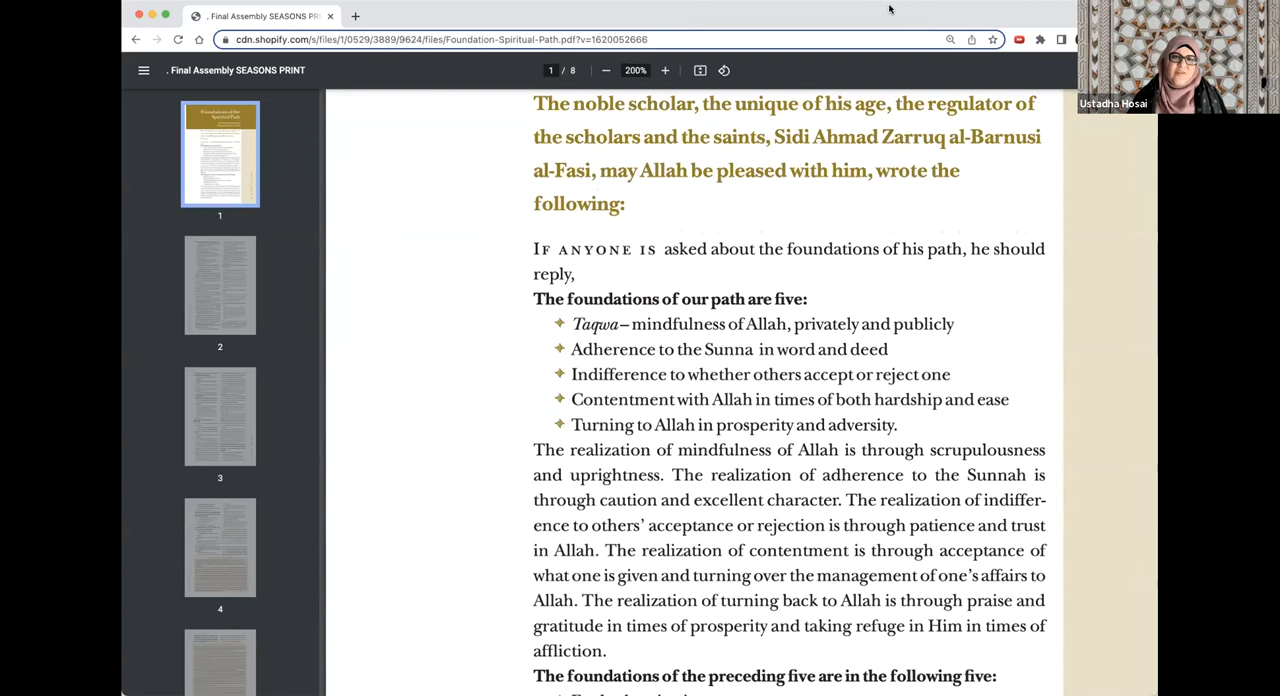 . Final Assembly SEASONS PRI
cdn.shopify.com/s/files/1/0529/3889/9624/files/Foundation-Spiritual-Path.pdf?v=1620052666
. Final Assembly SEASONS PRINT
1 / 8
200%
Ustadha Hosai
Foundations of the
Spiritual Path
1
2
3
4
The noble scholar, the unique of his age, the regulator of
the scholars and the saints, Sidi Ahmad Zarruq al-Barnusi
al-Fasi, may Allah be pleased with him, wrote the
following:
IF ANYONE IS asked about the foundations of his path, he should
reply,
The foundations of our path are five:
Taqwa– mindfulness of Allah, privately and publicly
Adherence to the Sunna in word and deed
Indifference to whether others accept or reject one
Contentment with Allah in times of both hardship and ease
Turning to Allah in prosperity and adversity.
The realization of mindfulness of Allah is through scrupulousness
and uprightness. The realization of adherence to the Sunnah is
through caution and excellent character. The realization of indiffer-
ence to others’ acceptance or rejection is through patience and trust
in Allah. The realization of contentment is through acceptance of
what one is given and turning over the management of one’s affairs to
Allah. The realization of turning back to Allah is through praise and
gratitude in times of prosperity and taking refuge in Him in times of
affliction.
The foundations of the preceding five are in the following five: